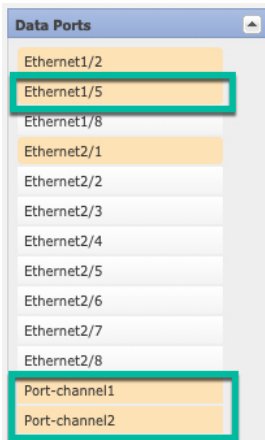 Data Ports
Ethernet1/2
Ethernet1/5
Ethernet1/8
Ethernet2/1
Ethernet2/2
Ethernet2/3
Ethernet2/4
Ethernet2/5
Ethernet2/6
Ethernet2/7
Ethernet2/8
Port-channel1
Port-channel2